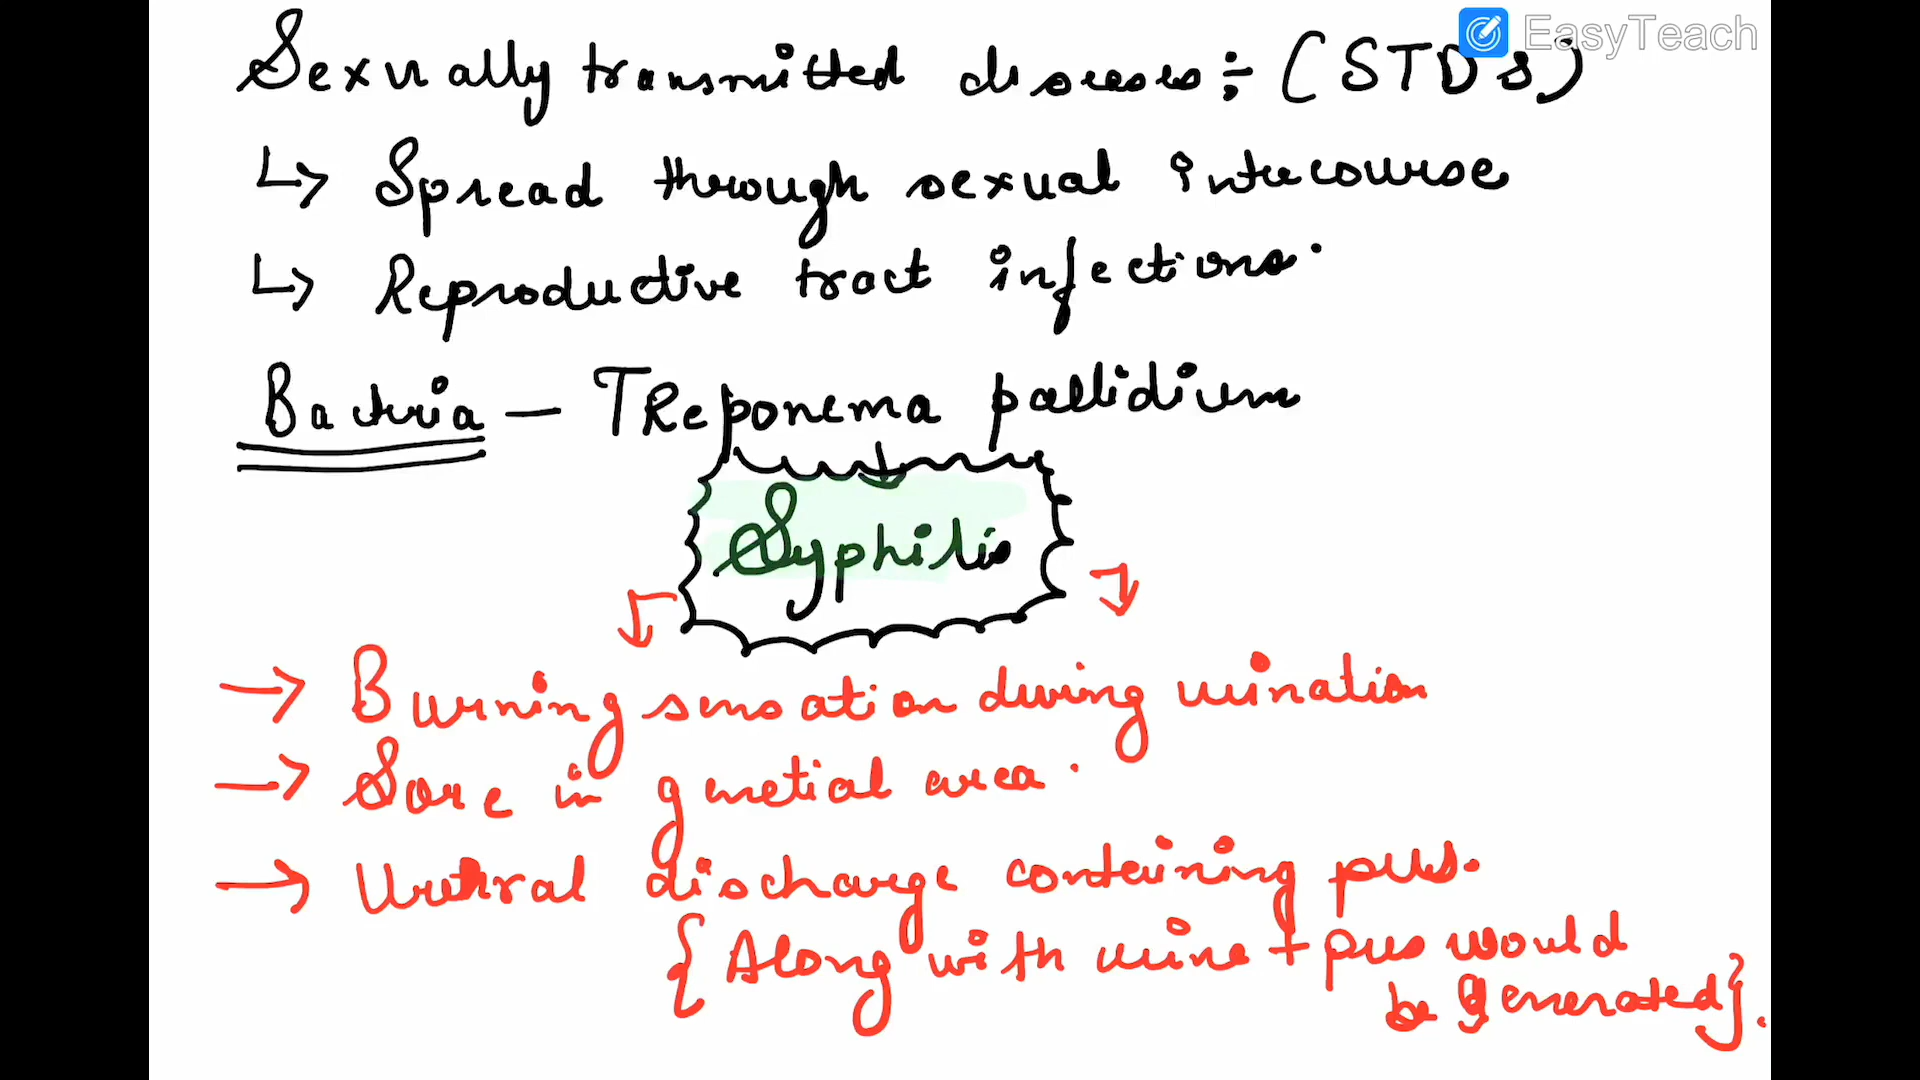 EasyTeach
Sexually transmitted diseases:- (STDs)
↳ Spread through sexual intercourse
↳ Reproductive tract infections.
Bacteria — TReponema pallidium
Syphilis
→ Burning sensation during urination
→ Sore in genetial area.
→ Urethral discharge containing pus.
{Along with urine + pus would
be generated}.